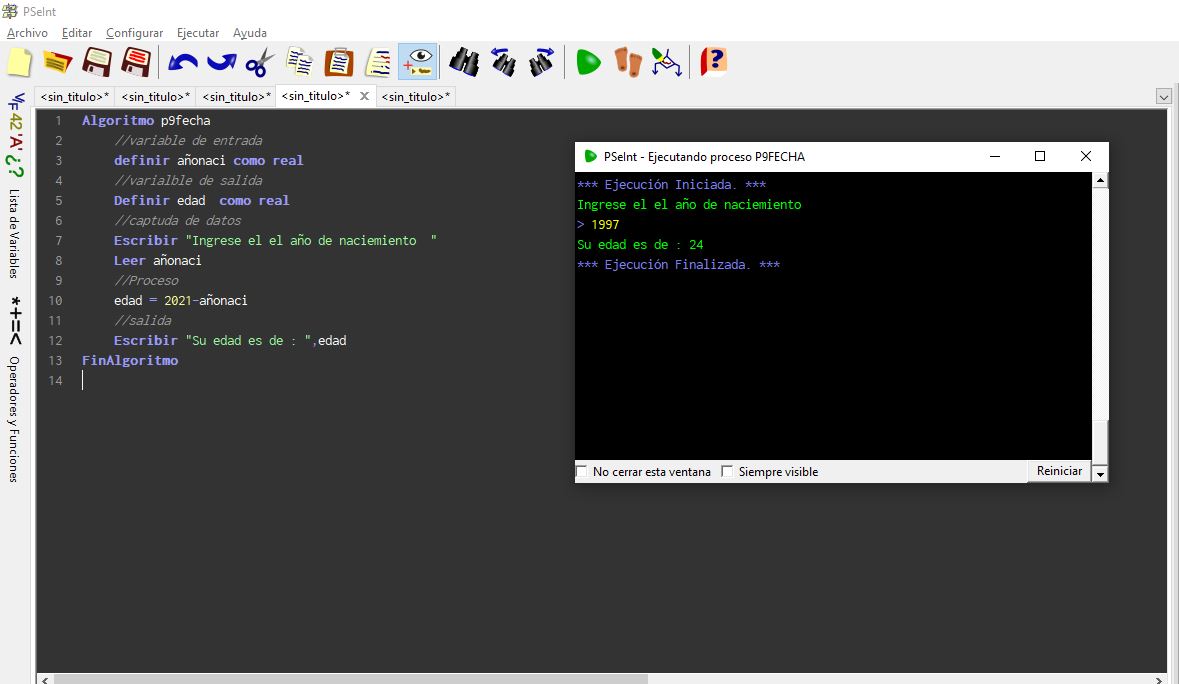 PSeInt
Archivo Editar Configurar Ejecutar Ayuda
<sin_titulo>* <sin_titulo>* <sin_titulo>* <sin_titulo>* <sin_titulo>*
1 Algoritmo p9fecha
2 //variable de entrada
3 definir añonaci como real
4 //varialble de salida
5 Definir edad  como real
6 //captuda de datos
7 Escribir "Ingrese el el año de naciemiento  "
8 Leer añonaci
9 //Proceso
10 edad = 2021-añonaci
11 //salida
12 Escribir "Su edad es de : ",edad
13 FinAlgoritmo
14
V/F
42
'A'
¿?
Lista de Variables
*+=<
Operadores y Funciones
PSeInt - Ejecutando proceso P9FECHA
*** Ejecución Iniciada. ***
Ingrese el el año de naciemiento
> 1997
Su edad es de : 24
*** Ejecución Finalizada. ***
No cerrar esta ventana Siempre visible Reiniciar